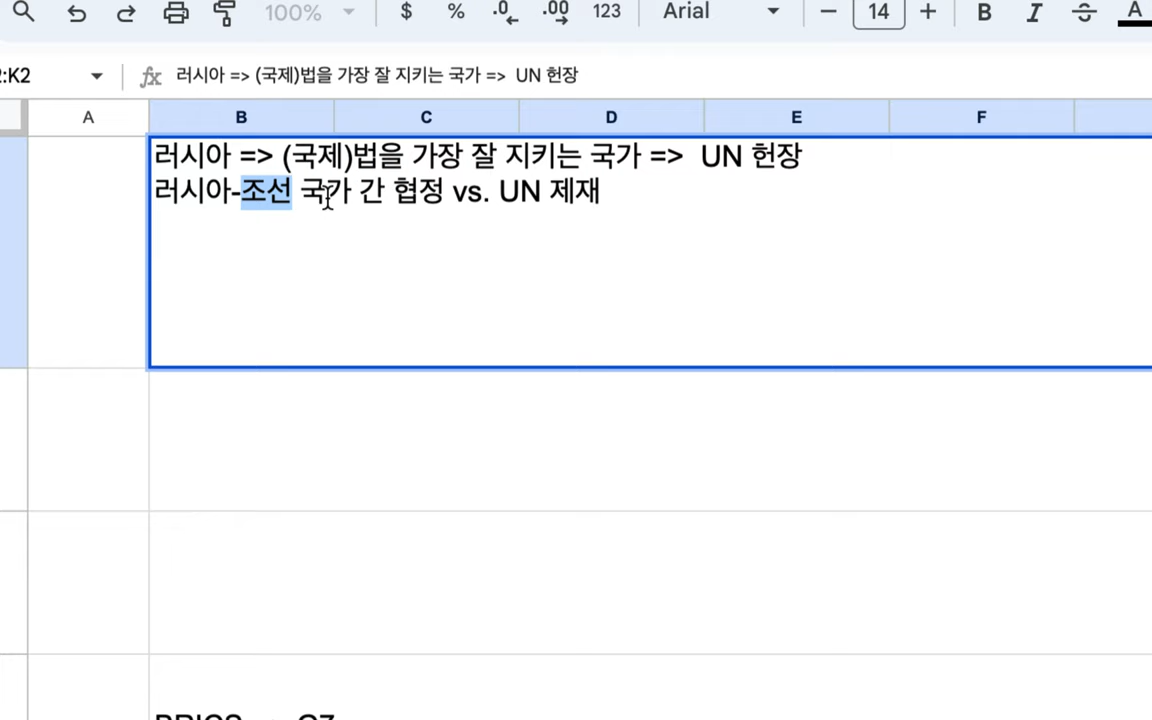 100% $ % .0 .00 123 Arial 14 B I S A
:K2 fx 러시아 => (국제)법을 가장 잘 지키는 국가 => UN 헌장
A B C D E F
러시아 => (국제)법을 가장 잘 지키는 국가 => UN 헌장
러시아-조선 국가 간 협정 vs. UN 제재